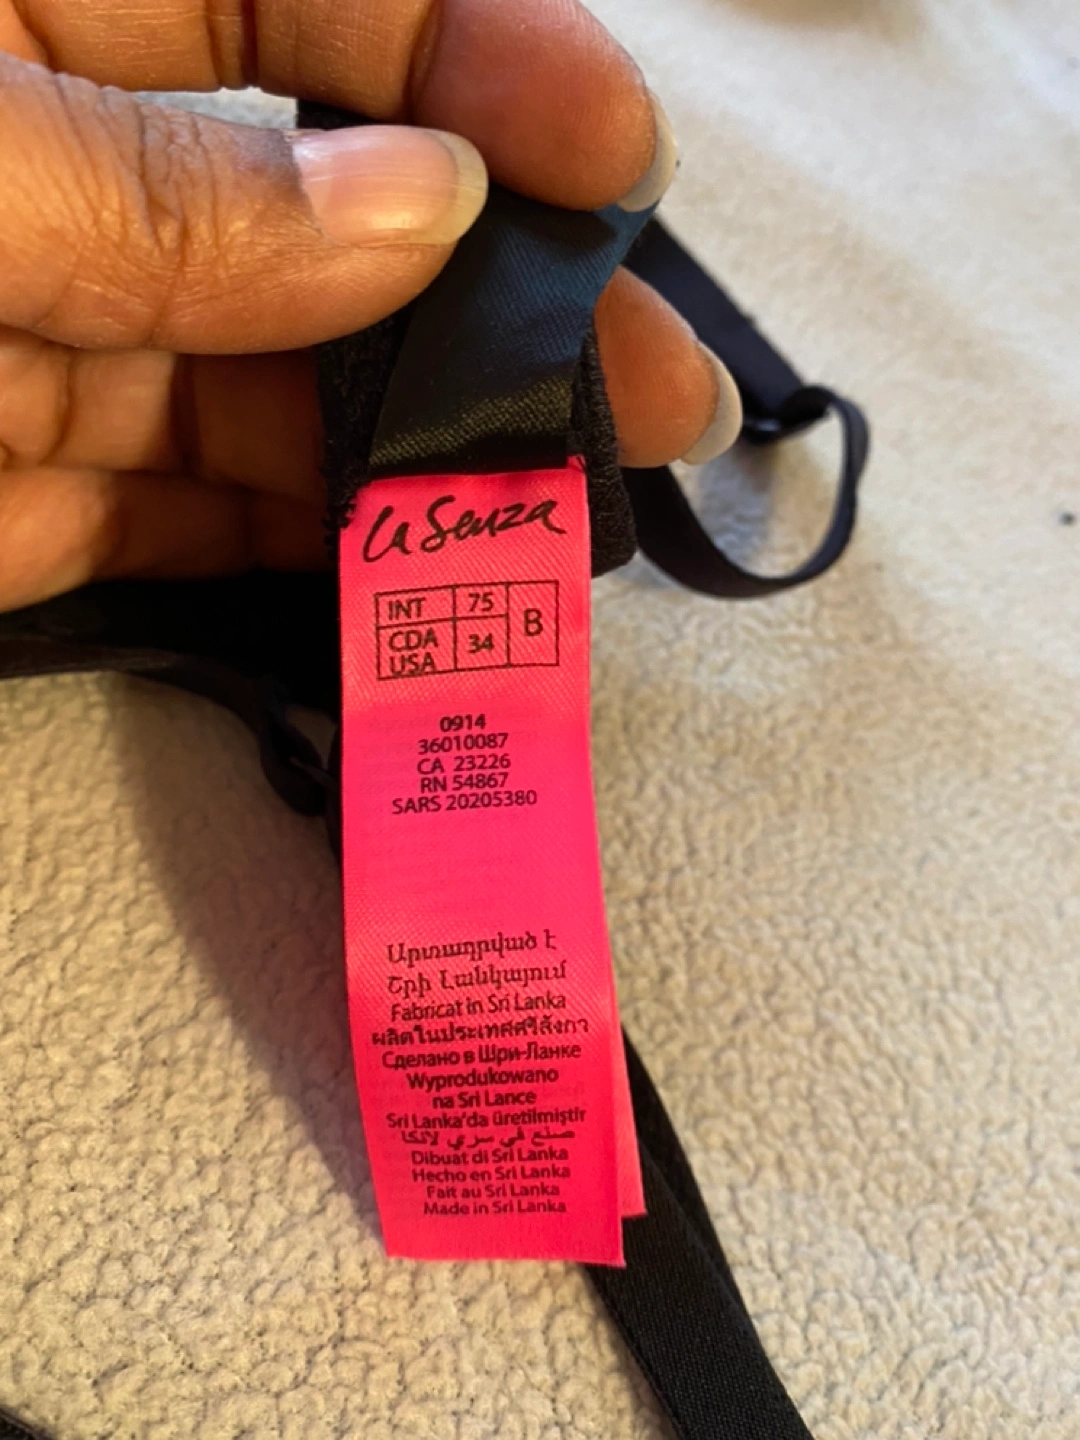 la Senza
INT 75 B
CDA USA 34
0914
36010087
CA 23226
RN 54867
SARS 20205380
Արտադրված է
Շրի Լանկայում
Fabricat in Sri Lanka
ผลิตในประเทศศรีลังกา
Сделано в Шри-Ланке
Wyprodukowano
na Sri Lance
Sri Lanka'da üretilmiştir
صنع في سري لانكا
Dibuat di Sri Lanka
Hecho en Sri Lanka
Fait au Sri Lanka
Made in Sri Lanka